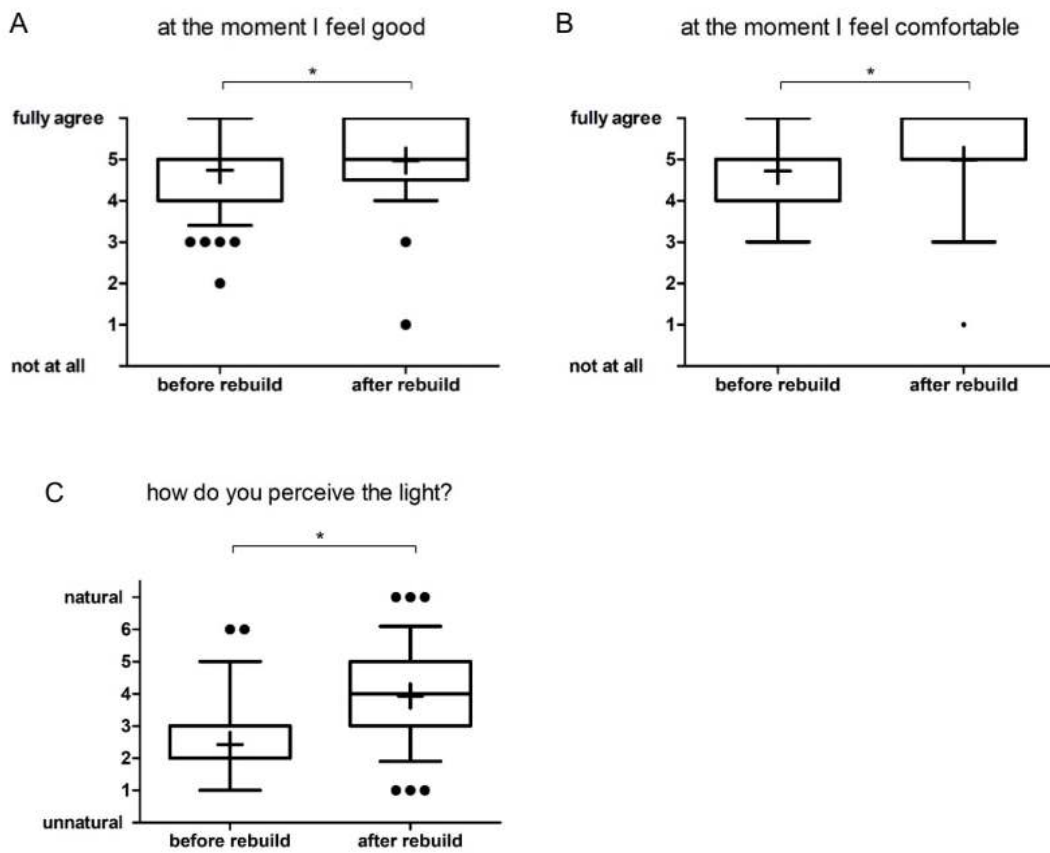 A
at the moment I feel good
*
fully agree
5
4
3
2
1
not at all
before rebuild
after rebuild
B
at the moment I feel comfortable
*
fully agree
5
4
3
2
1
not at all
before rebuild
after rebuild
C
how do you perceive the light?
*
natural
6
5
4
3
2
1
unnatural
before rebuild
after rebuild